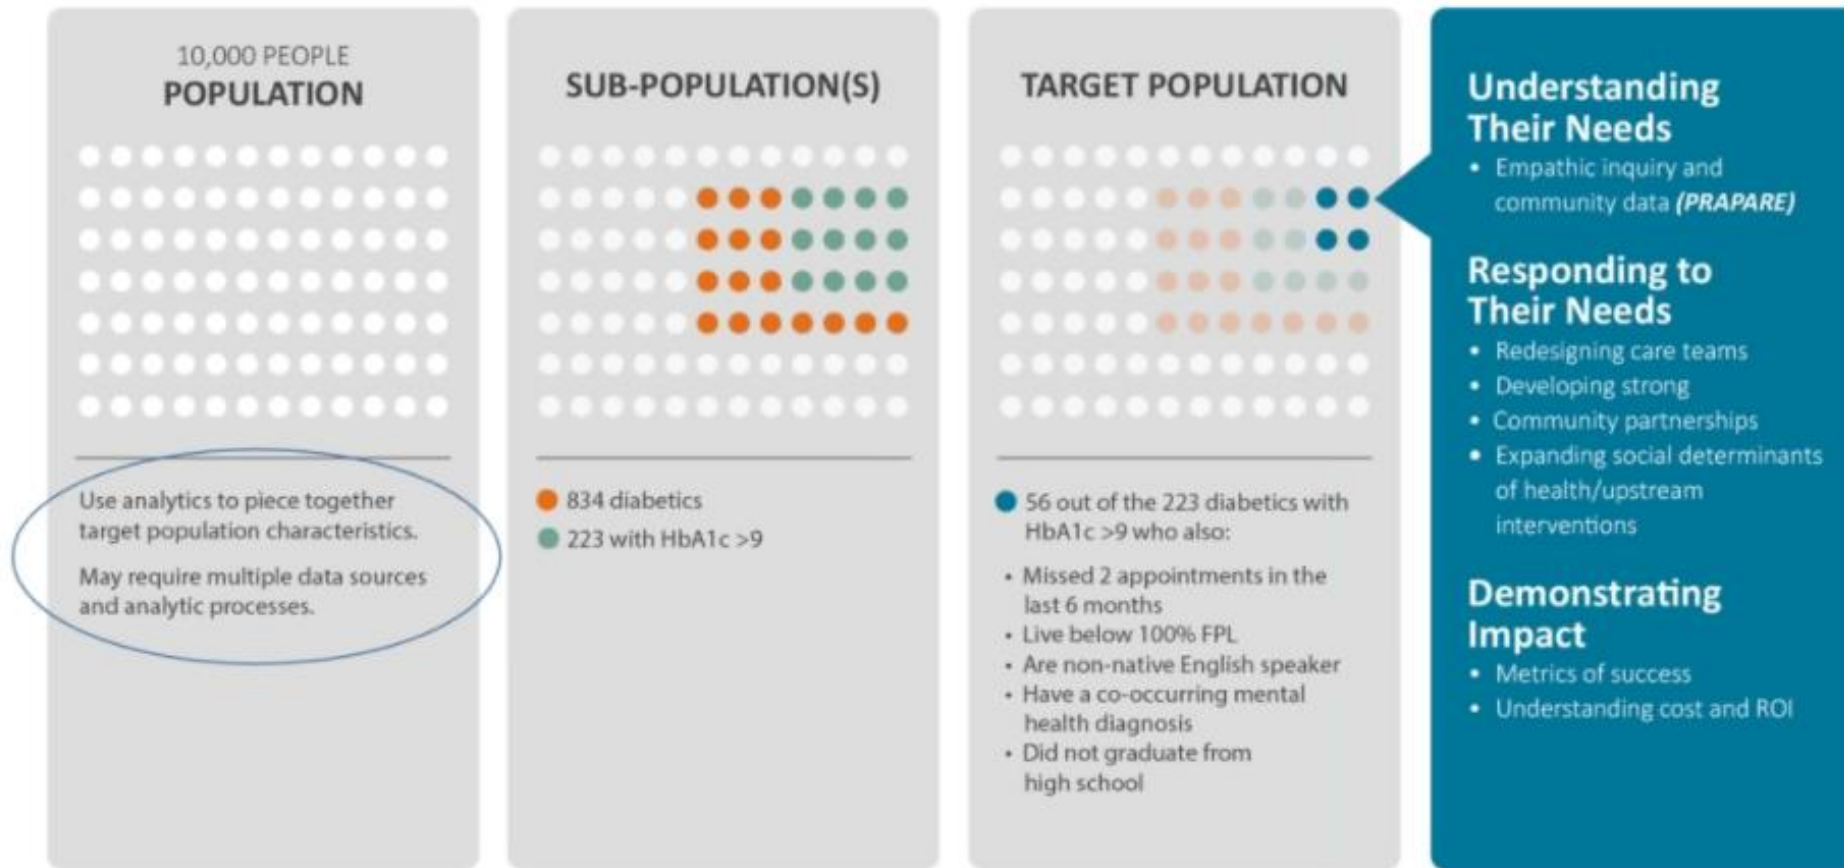 10,000 PEOPLE
POPULATION
Use analytics to piece together
target population characteristics.
May require multiple data sources
and analytic processes.
SUB-POPULATION(S)
834 diabetics
223 with HbA1c >9
TARGET POPULATION
56 out of the 223 diabetics with
HbA1c >9 who also:
• Missed 2 appointments in the
last 6 months
• Live below 100% FPL
• Are non-native English speaker
• Have a co-occurring mental
health diagnosis
• Did not graduate from
high school
Understanding
Their Needs
• Empathic inquiry and
community data (PRAPARE)
Responding to
Their Needs
• Redesigning care teams
• Developing strong
• Community partnerships
• Expanding social determinants
of health/upstream
interventions
Demonstrating
Impact
• Metrics of success
• Understanding cost and ROI